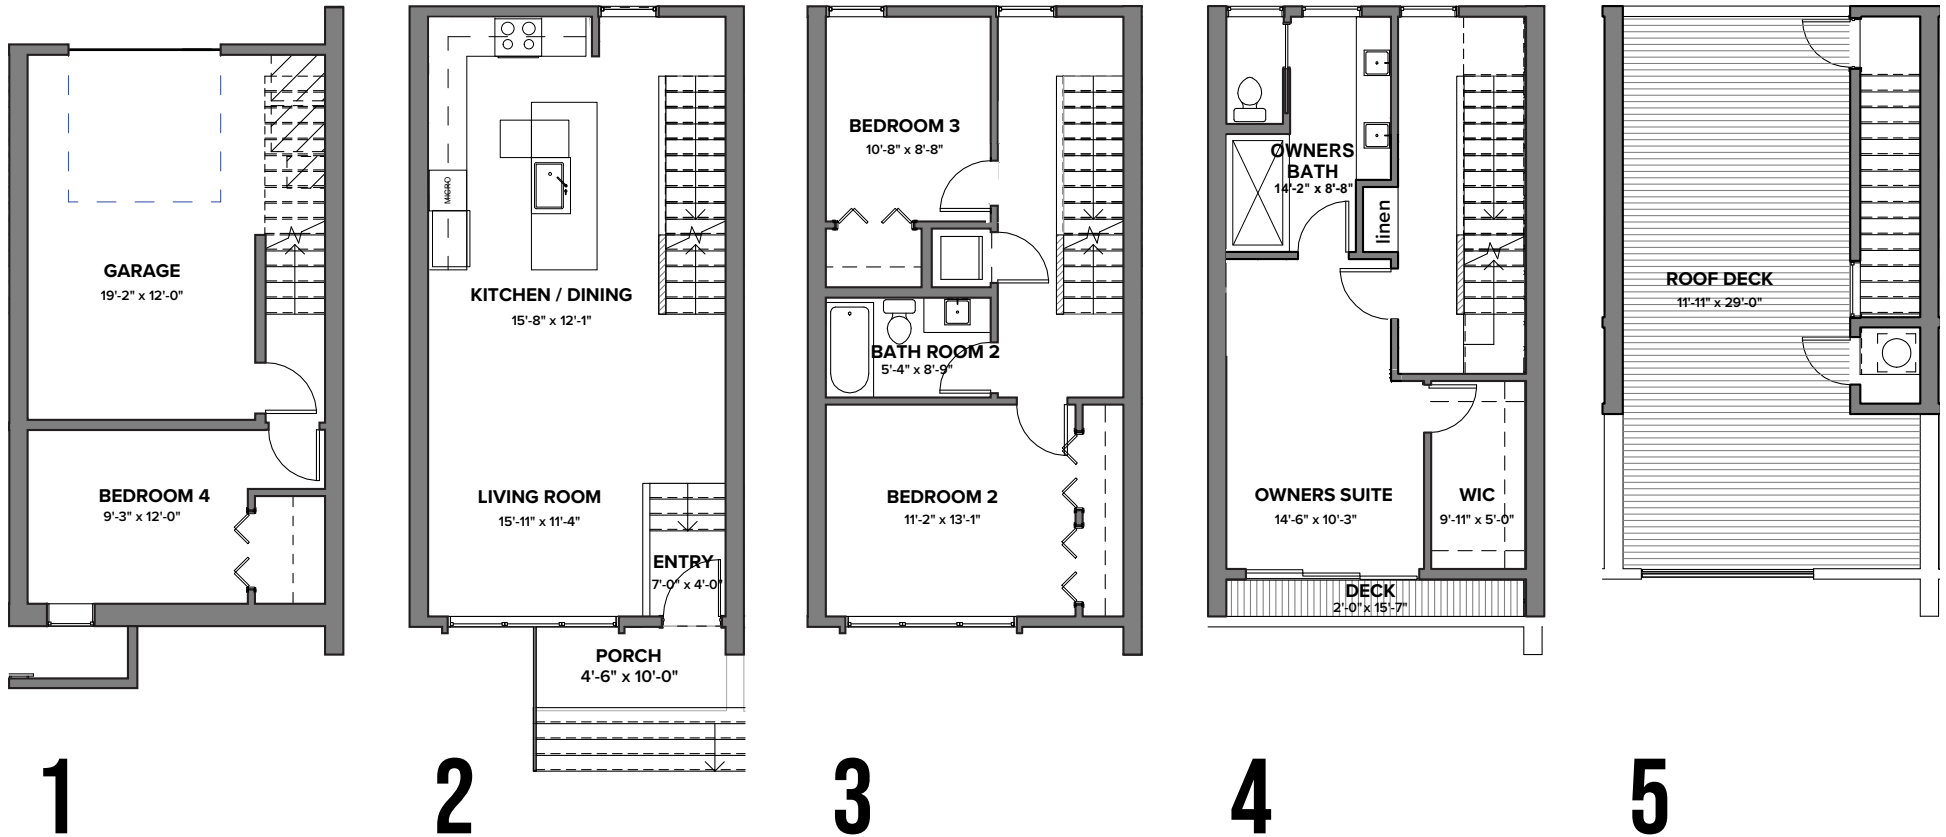 GARAGE
19'-2" x 12'-0"
BEDROOM 4
9'-3" x 12'-0"
1
MICRO
KITCHEN / DINING
15'-8" x 12'-1"
LIVING ROOM
15'-11" x 11'-4"
ENTRY
7'-0" x 4'-0"
PORCH
4'-6" x 10'-0"
2
BEDROOM 3
10'-8" x 8'-8"
BATH ROOM 2
5'-4" x 8'-9"
BEDROOM 2
11'-2" x 13'-1"
3
OWNERS
BATH
14'-2" x 8'-8"
linen
OWNERS SUITE
14'-6" x 10'-3"
WIC
9'-11" x 5'-0"
DECK
2'-0" x 15'-7"
4
ROOF DECK
11'-11" x 29'-0"
5